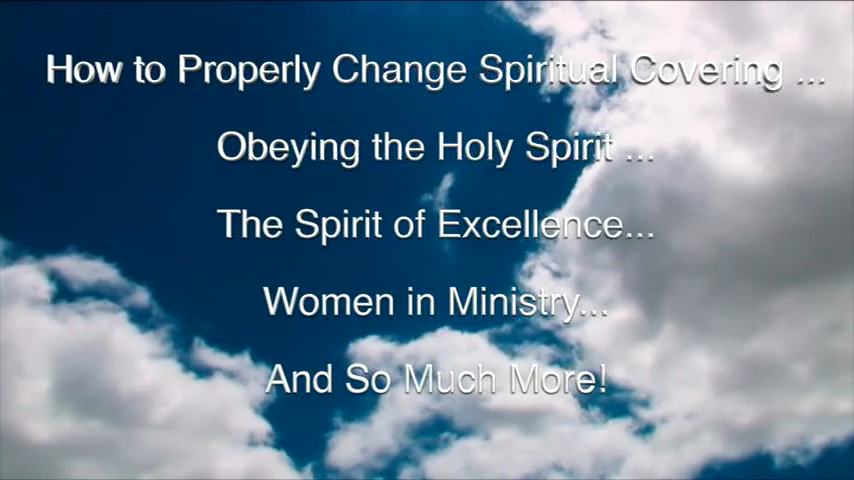 How to Properly Change Spiritual Covering ...
Obeying the Holy Spirit ...
The Spirit of Excellence...
Women in Ministry...
And So Much More!